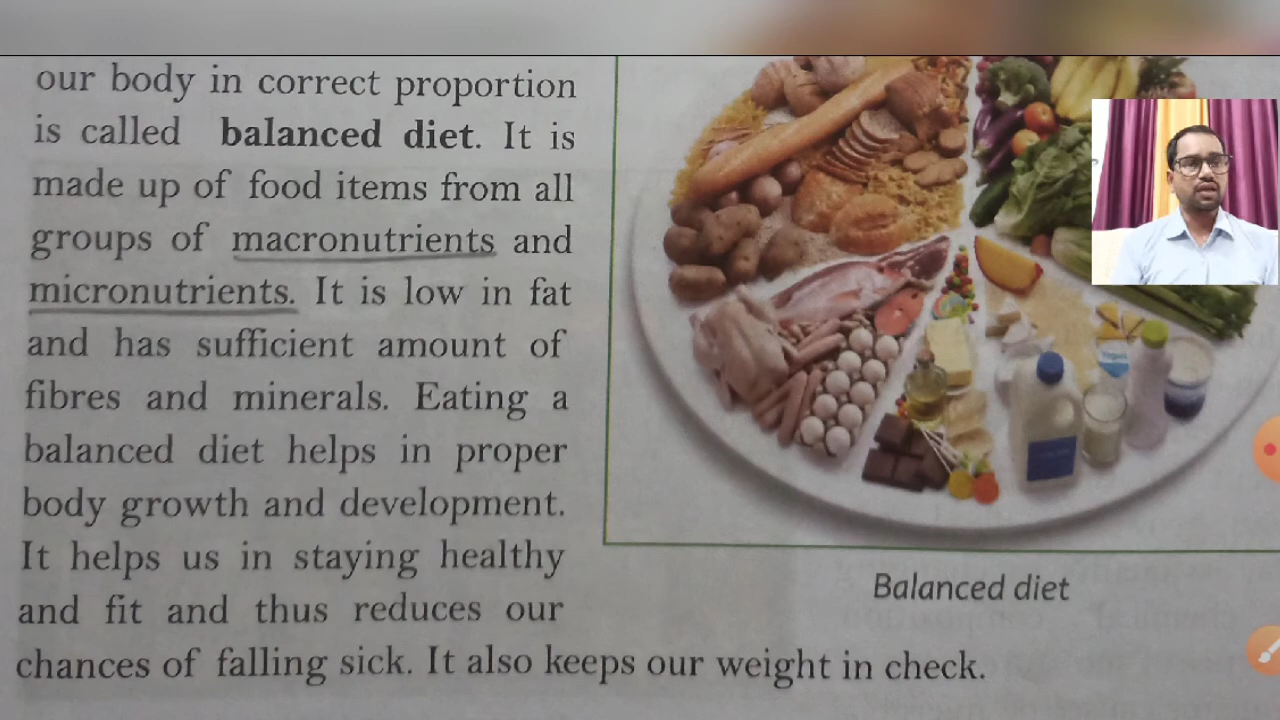 our body in correct proportion
is called balanced diet. It is
made up of food items from all
groups of macronutrients and
micronutrients. It is low in fat
and has sufficient amount of
fibres and minerals. Eating a
balanced diet helps in proper
body growth and development.
It helps us in staying healthy
and fit and thus reduces our
chances of falling sick. It also keeps our weight in check.
Balanced diet